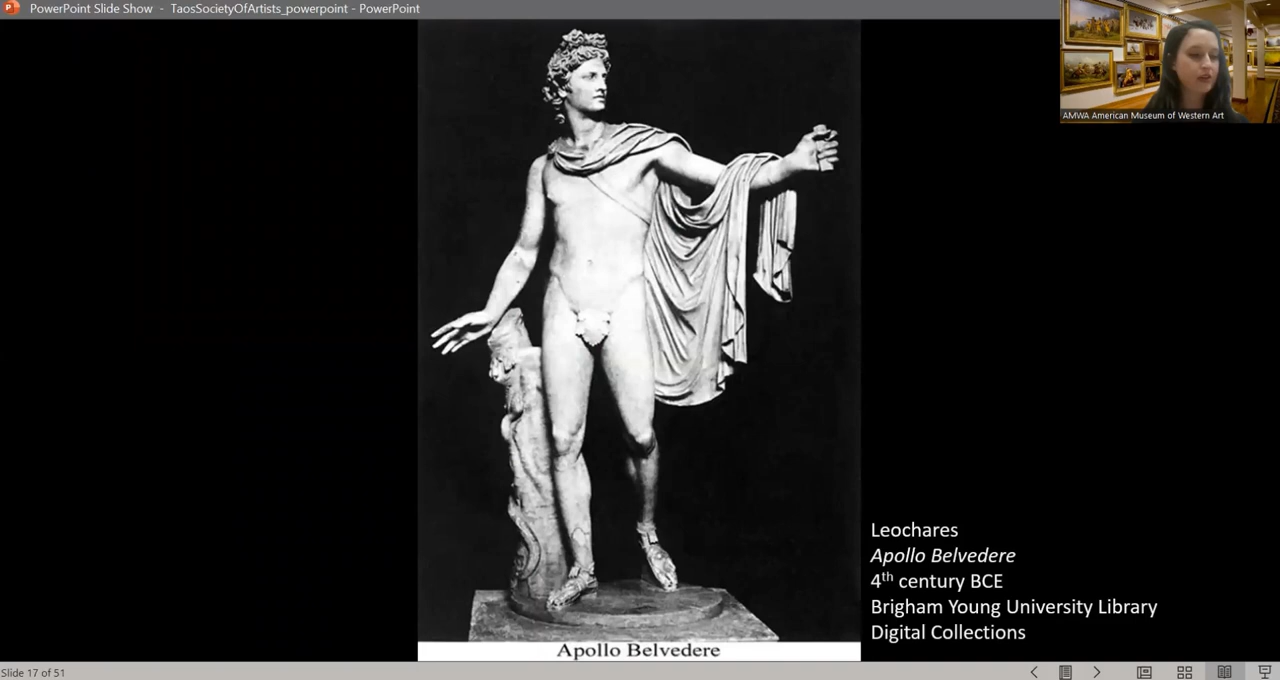 PowerPoint Slide Show - TaosSocietyOfArtists_powerpoint - PowerPoint
AMWA American Museum of Western Art
Leochares
Apollo Belvedere
4th century BCE
Brigham Young University Library
Digital Collections
Apollo Belvedere
Slide 17 of 51